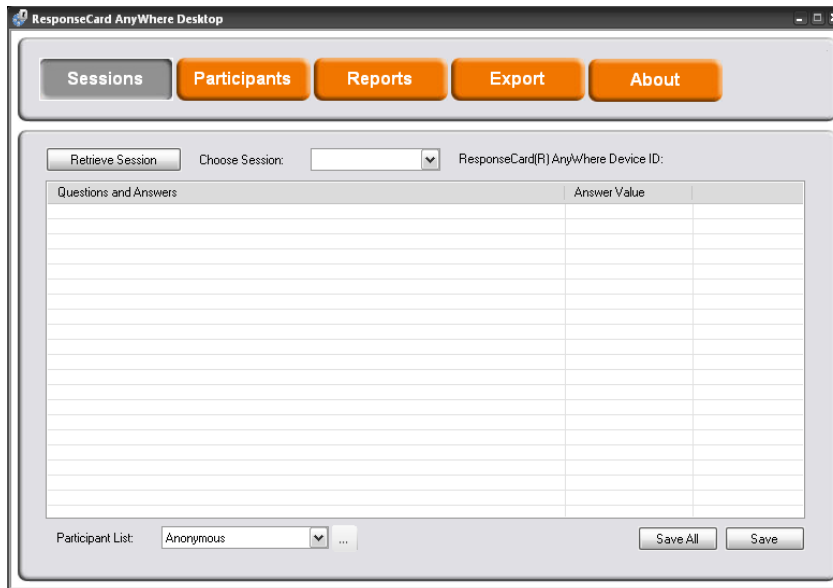 ResponseCard AnyWhere Desktop
Sessions Participants Reports Export About
Retrieve Session Choose Session: ResponseCard(R) AnyWhere Device ID:
Questions and Answers Answer Value
Participant List: Anonymous ... Save All Save